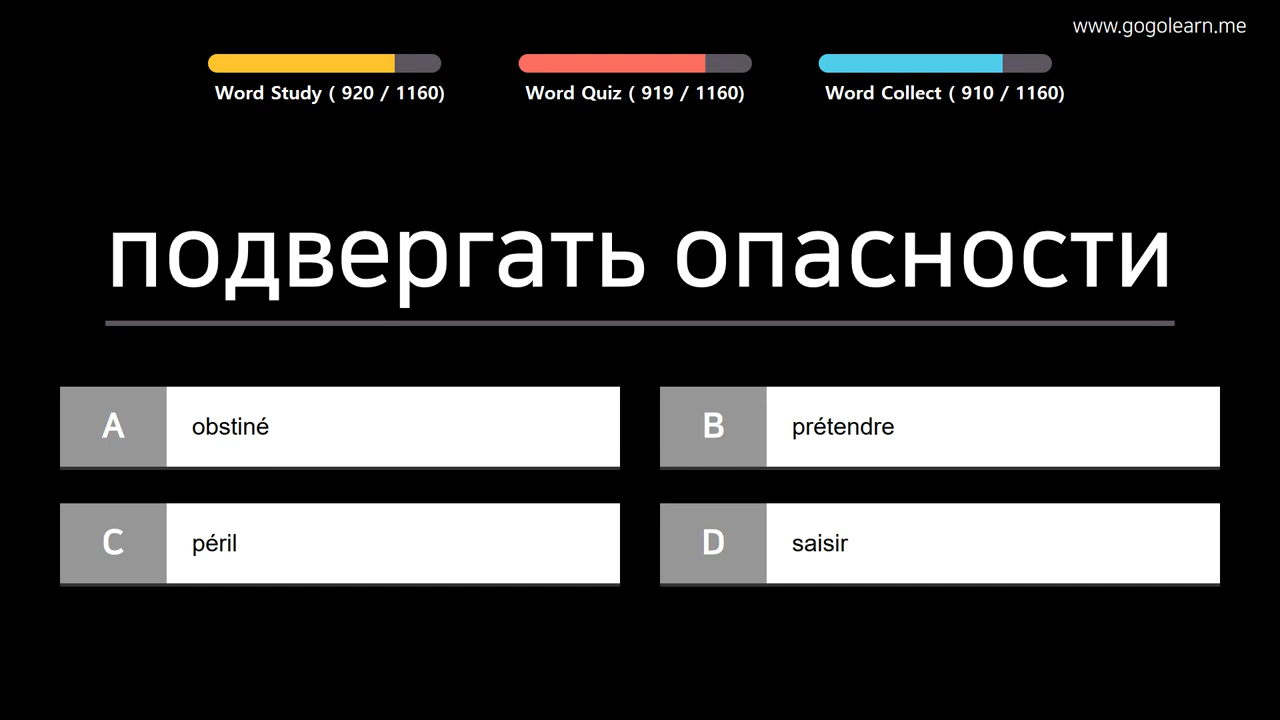 www.gogolearn.me
Word Study ( 920 / 1160)
Word Quiz ( 919 / 1160)
Word Collect ( 910 / 1160)
подвергать опасности
A
obstiné
B
prétendre
C
péril
D
saisir